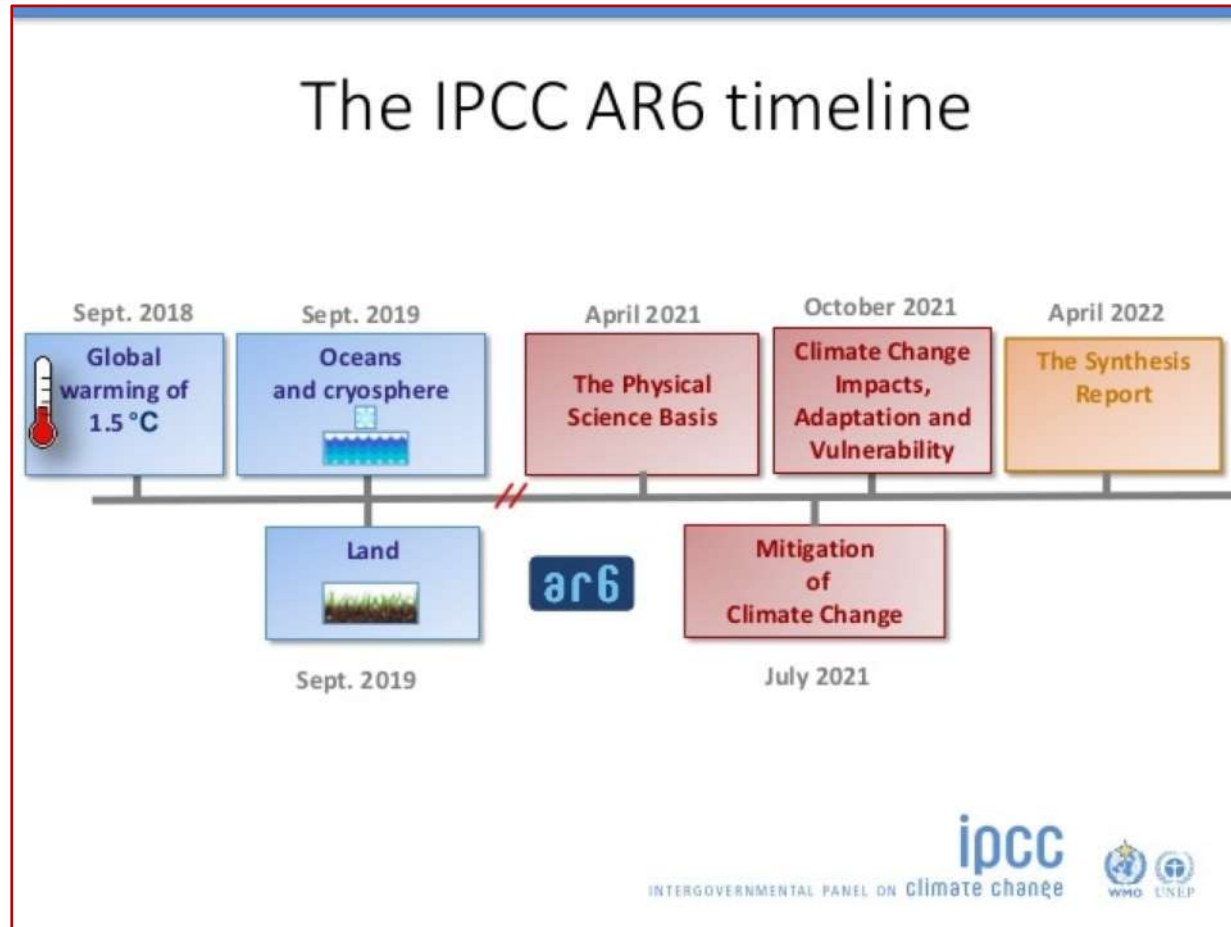 The IPCC AR6 timeline
Sept. 2018
Global
warming of
1.5 °C
Sept. 2019
Oceans
and cryosphere
April 2021
The Physical
Science Basis
October 2021
Climate Change
Impacts,
Adaptation and
Vulnerability
April 2022
The Synthesis
Report
Land
Sept. 2019
ar6
Mitigation
of
Climate Change
July 2021
ipcc
INTERGOVERNMENTAL PANEL ON climate change
WMO UNEP